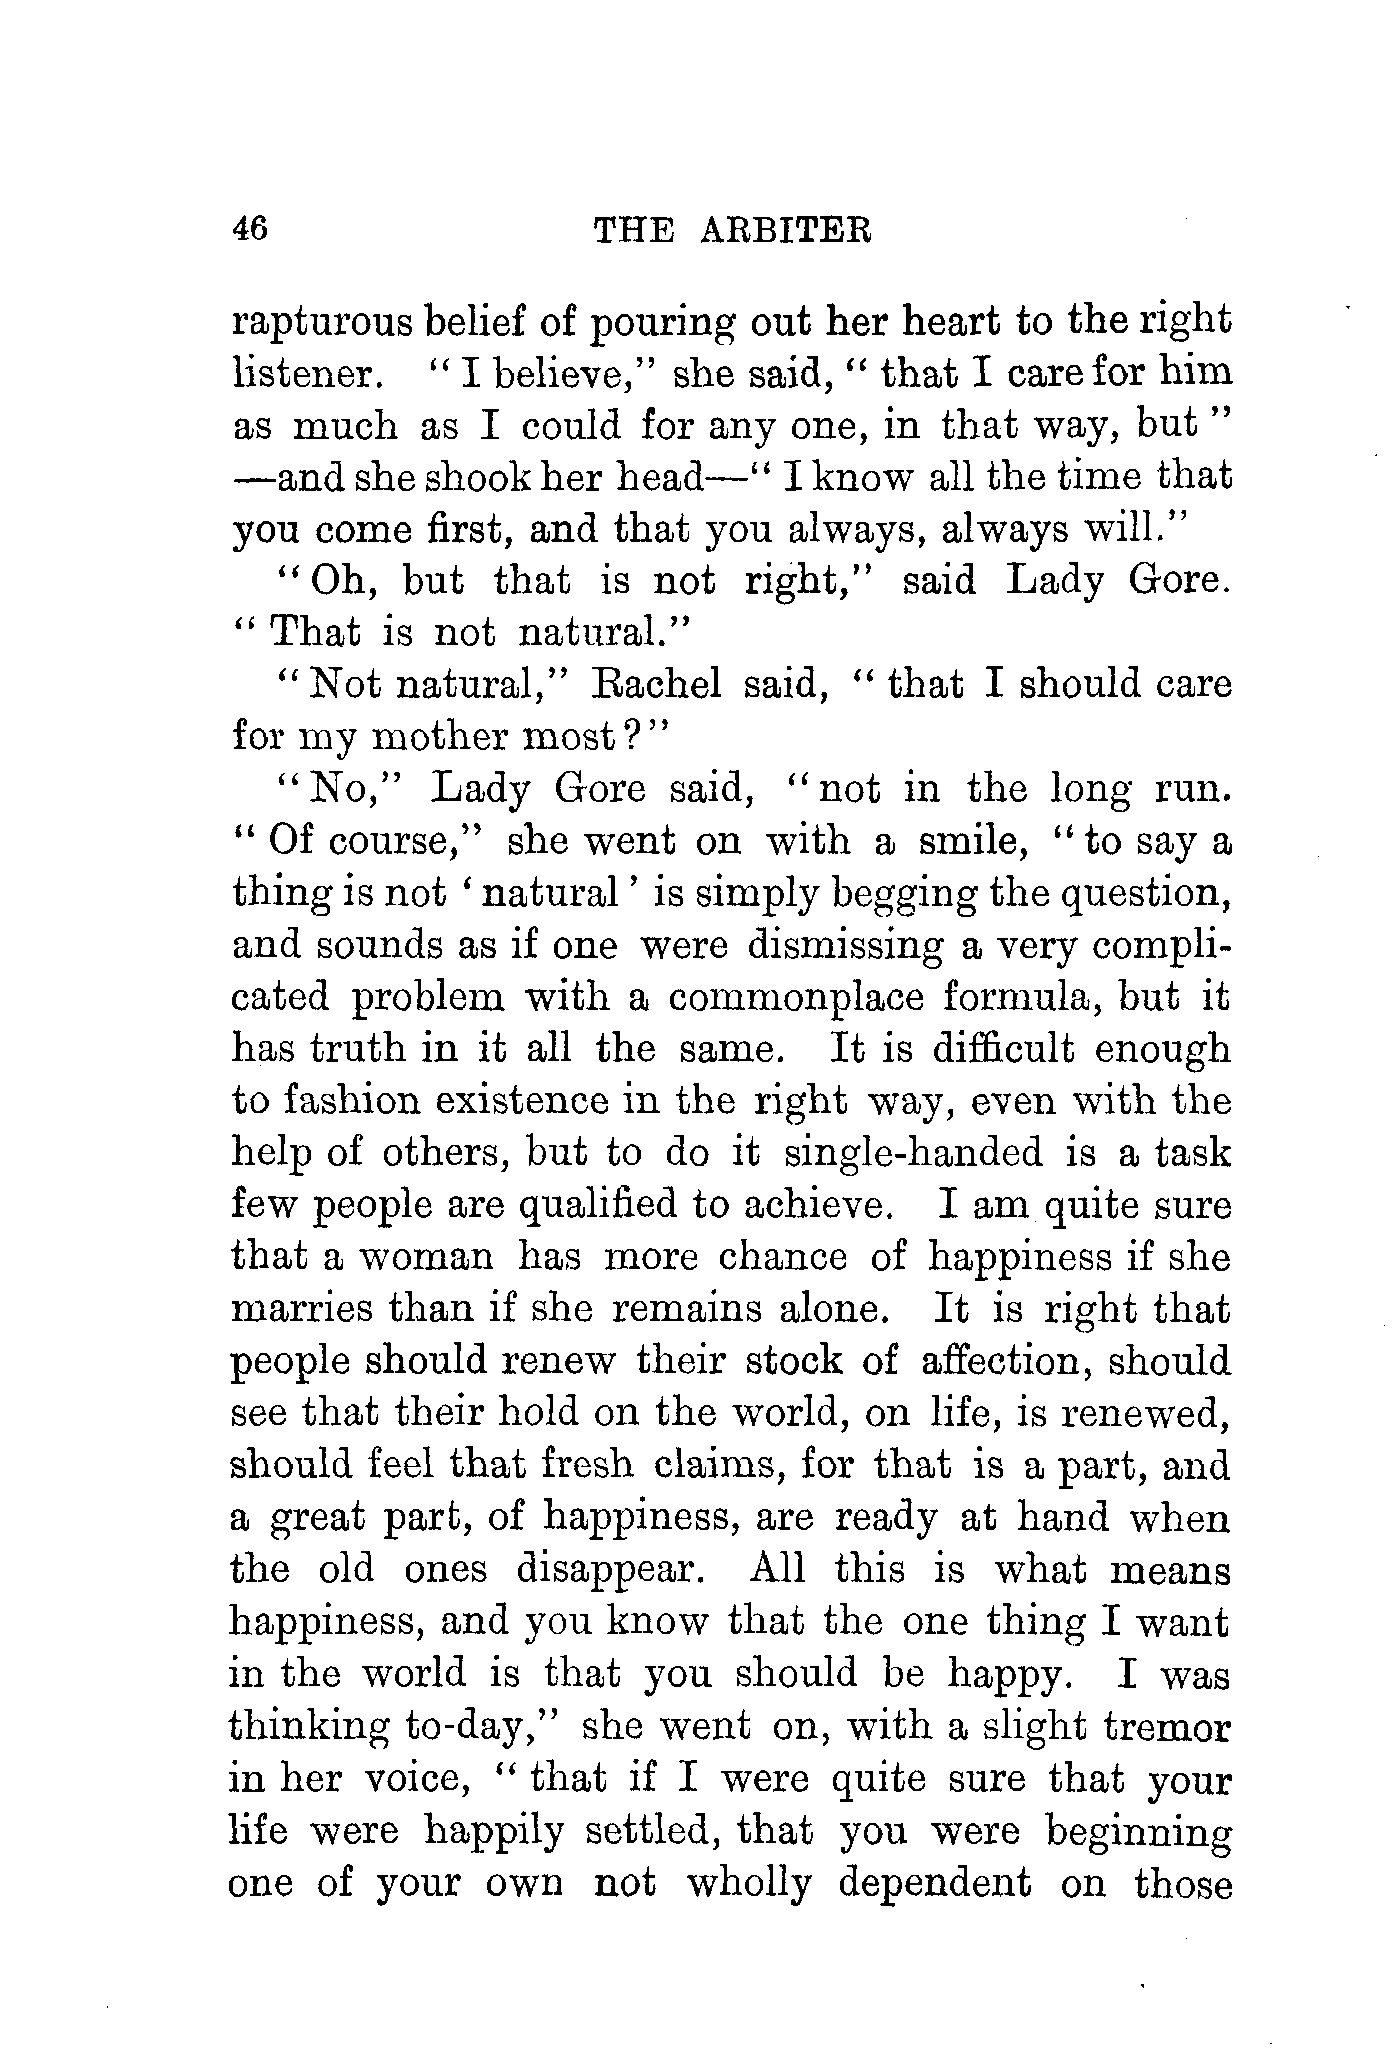 46 THE ARBITER
rapturous belief of pouring out her heart to the right
listener. " I believe," she said, " that I care for him
as much as I could for any one, in that way, but "
—and she shook her head—" I know all the time that
you come first, and that you always, always will."
" Oh, but that is not right," said Lady Gore.
" That is not natural."
" Not natural," Rachel said, " that I should care
for my mother most ? "
" No," Lady Gore said, " not in the long run.
" Of course," she went on with a smile, " to say a
thing is not ' natural ' is simply begging the question,
and sounds as if one were dismissing a very compli-
cated problem with a commonplace formula, but it
has truth in it all the same. It is difficult enough
to fashion existence in the right way, even with the
help of others, but to do it single-handed is a task
few people are qualified to achieve. I am quite sure
that a woman has more chance of happiness if she
marries than if she remains alone. It is right that
people should renew their stock of affection, should
see that their hold on the world, on life, is renewed,
should feel that fresh claims, for that is a part, and
a great part, of happiness, are ready at hand when
the old ones disappear. All this is what means
happiness, and you know that the one thing I want
in the world is that you should be happy. I was
thinking to-day," she went on, with a slight tremor
in her voice, " that if I were quite sure that your
life were happily settled, that you were beginning
one of your own not wholly dependent on those